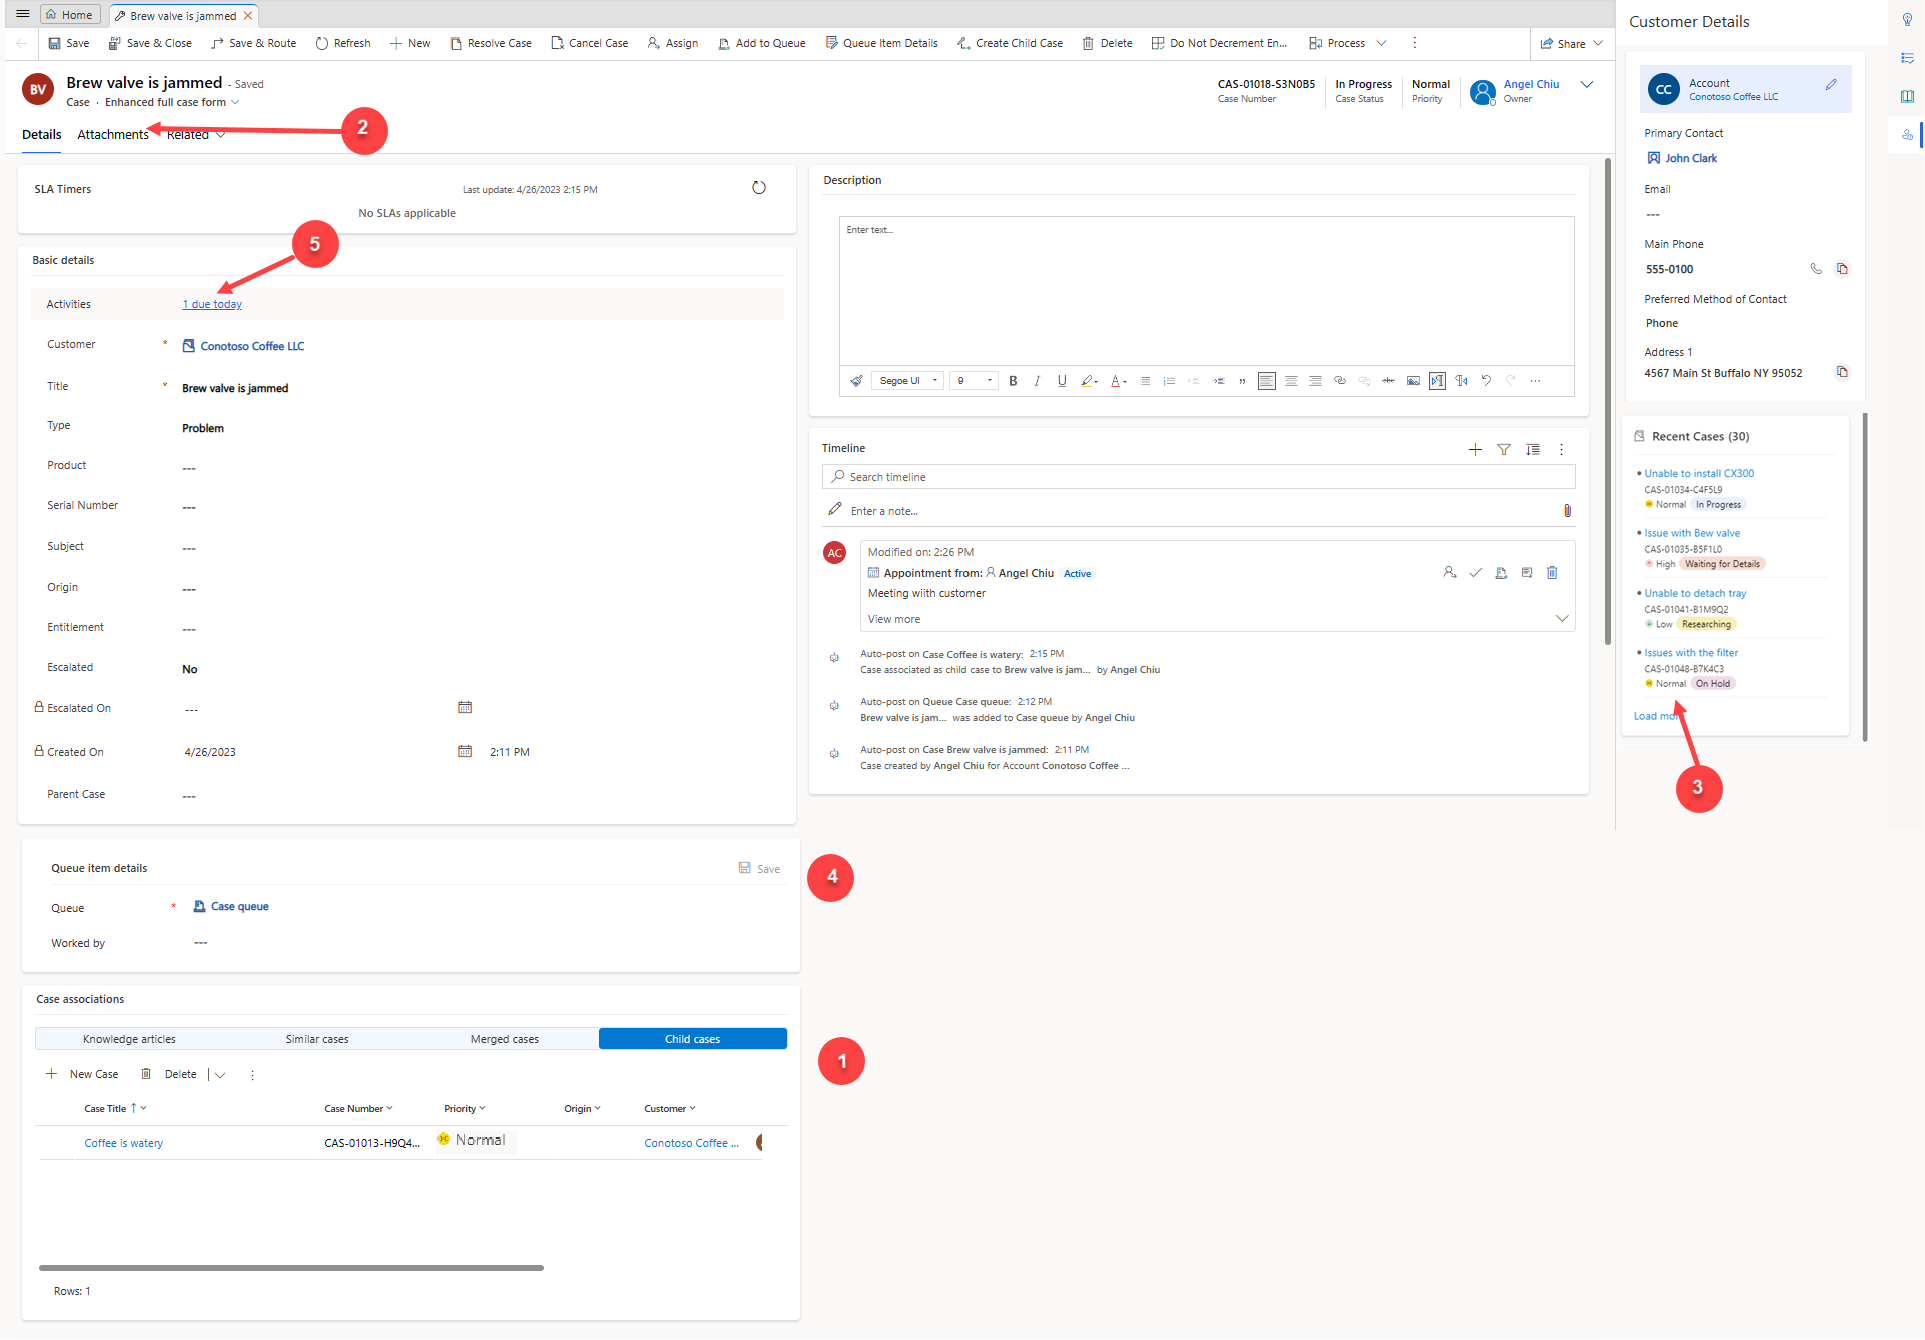 Home
Brew valve is jammed
Save
Save & Close
Save & Route
Refresh
New
Resolve Case
Cancel Case
Assign
Add to Queue
Queue Item Details
Create Child Case
Delete
Do Not Decrement En...
Process
Share
BV
Brew valve is jammed - Saved
Case · Enhanced full case form
CAS-01018-S3N0B5
Case Number
In Progress
Case Status
Normal
Priority
Angel Chiu
Owner
Details
Attachments
Related
2
SLA Timers
Last update: 4/26/2023 2:15 PM
No SLAs applicable
5
Basic details
Activities
1 due today
Customer *
Conotoso Coffee LLC
Title *
Brew valve is jammed
Type
Problem
Product
---
Serial Number
---
Subject
---
Origin
---
Entitlement
---
Escalated
No
Escalated On
---
Created On
4/26/2023
2:11 PM
Parent Case
---
Description
Enter text...
Segoe UI
9
B I U
A
abc
...
Timeline
Search timeline
Enter a note...
AC
Modified on: 2:26 PM
Appointment from: Angel Chiu Active
Meeting wiith customer
View more
Auto-post on Case Coffee is watery: 2:15 PM
Case associated as child case to Brew valve is jam... by Angel Chiu
Auto-post on Queue Case queue: 2:12 PM
Brew valve is jam... was added to Case queue by Angel Chiu
Auto-post on Case Brew valve is jammed: 2:11 PM
Case created by Angel Chiu for Account Conotoso Coffee ...
Queue item details
Save
4
Queue *
Case queue
Worked by
---
Case associations
Knowledge articles
Similar cases
Merged cases
Child cases
1
New Case
Delete
Case Title
Case Number
Priority
Origin
Customer
Coffee is watery
CAS-01013-H9Q4...
Normal
Conotoso Coffee ...
Rows: 1
Customer Details
CC
Account
Conotoso Coffee LLC
Primary Contact
John Clark
Email
---
Main Phone
555-0100
Preferred Method of Contact
Phone
Address 1
4567 Main St Buffalo NY 95052
Recent Cases (30)
Unable to install CX300
CAS-01034-C4F5L9
Normal In Progress
Issue with Bew valve
CAS-01035-B5F1L0
High Waiting for Details
Unable to detach tray
CAS-01041-B1M9Q2
Low Researching
Issues with the filter
CAS-01048-B7K4C3
Normal On Hold
Load more
3